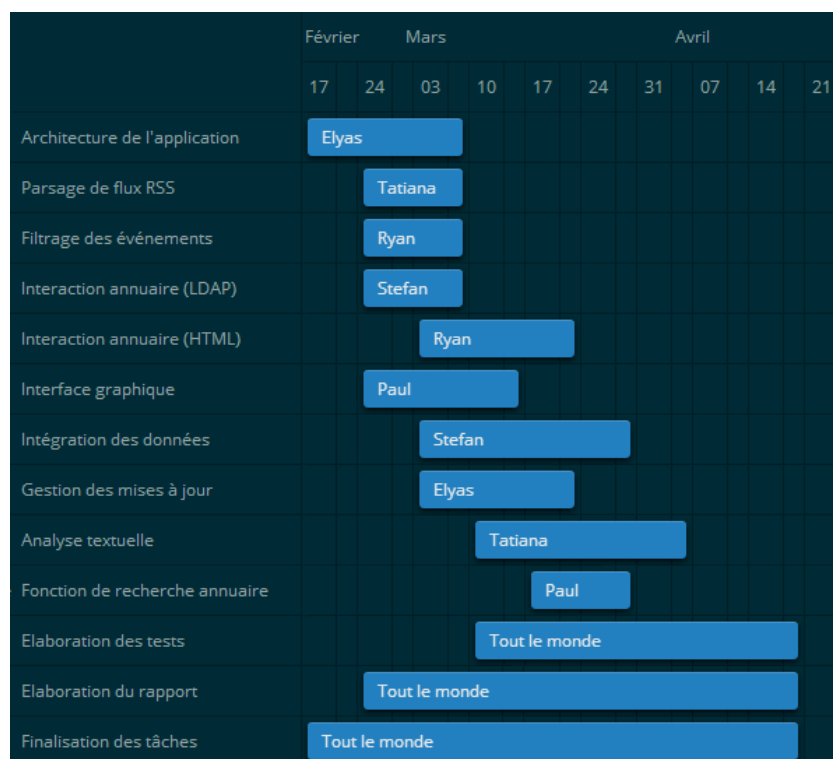 Février Mars Avril
17 24 03 10 17 24 31 07 14 21
Architecture de l'application Elyas
Parsage de flux RSS Tatiana
Filtrage des événements Ryan
Interaction annuaire (LDAP) Stefan
Interaction annuaire (HTML) Ryan
Interface graphique Paul
Intégration des données Stefan
Gestion des mises à jour Elyas
Analyse textuelle Tatiana
Fonction de recherche annuaire Paul
Elaboration des tests Tout le monde
Elaboration du rapport Tout le monde
Finalisation des tâches Tout le monde